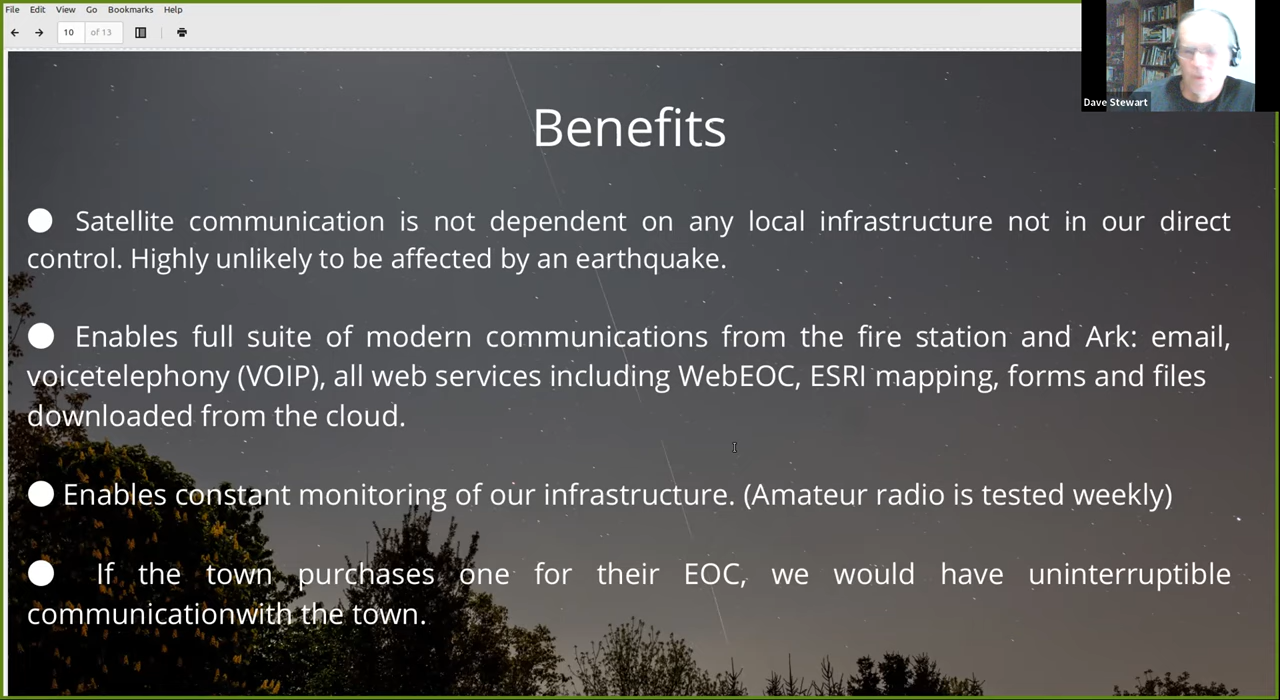 File Edit View Go Bookmarks Help
10 of 13
Dave Stewart
Benefits
Satellite communication is not dependent on any local infrastructure not in our direct
control. Highly unlikely to be affected by an earthquake.
Enables full suite of modern communications from the fire station and Ark: email,
voicetelephony (VOIP), all web services including WebEOC, ESRI mapping, forms and files
downloaded from the cloud.
Enables constant monitoring of our infrastructure. (Amateur radio is tested weekly)
If the town purchases one for their EOC, we would have uninterruptible
communicationwith the town.